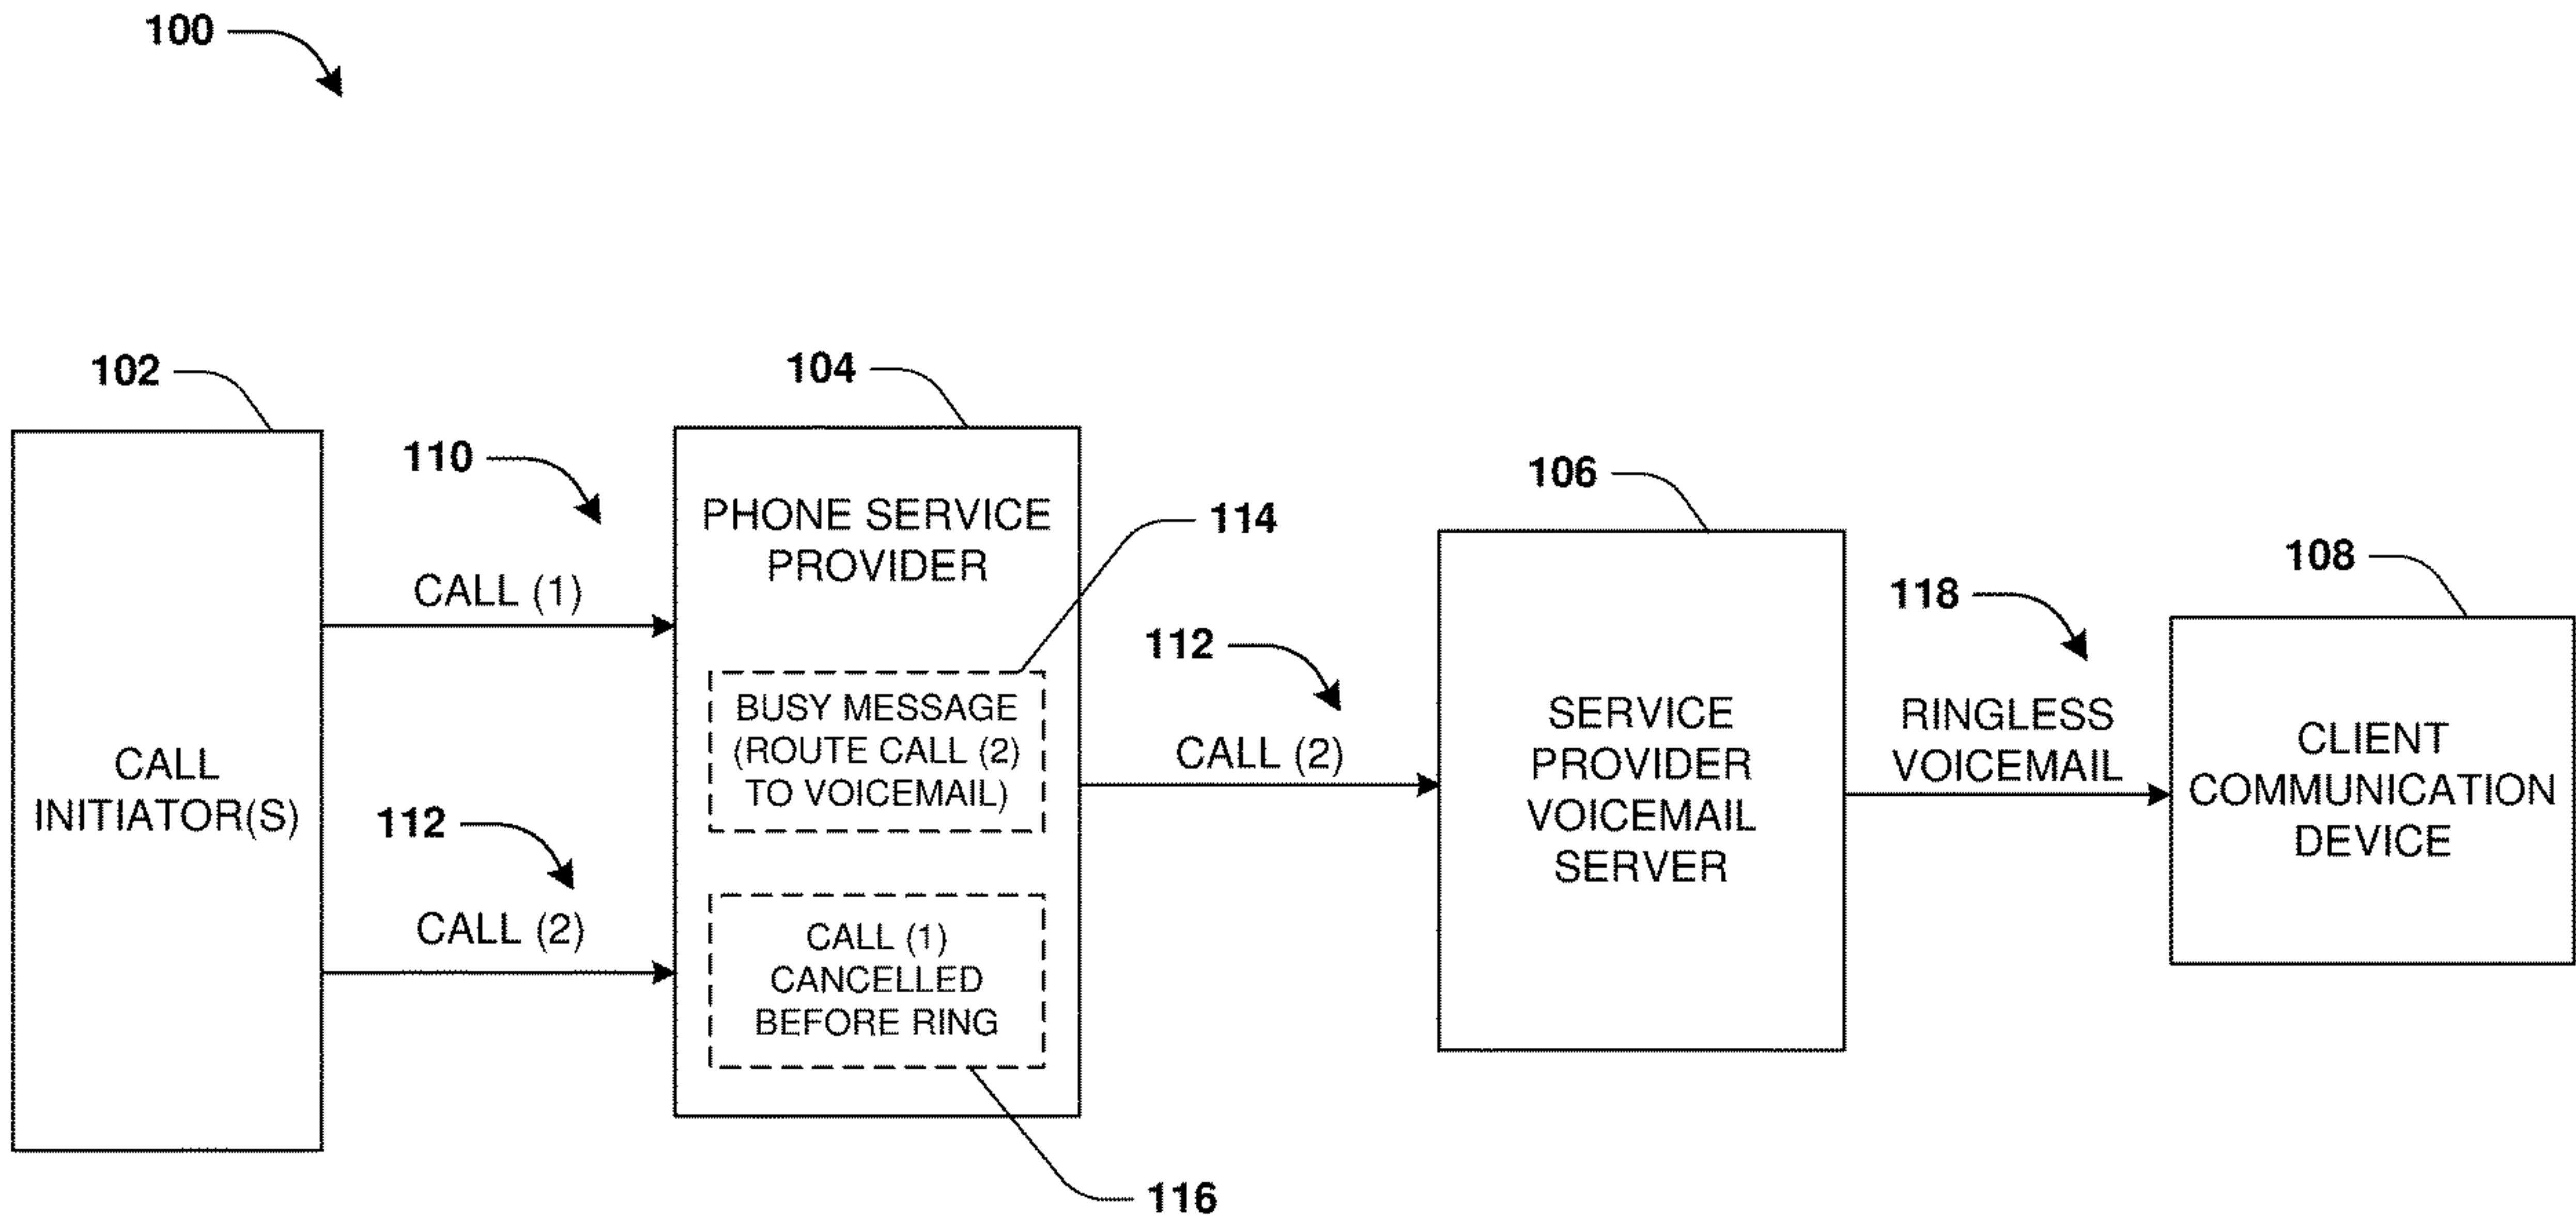 100
102
104
110
106
114
108
PHONE SERVICE
PROVIDER
118
CALL (1)
112
BUSY MESSAGE
(ROUTE CALL (2)
TO VOICEMAIL)
CALL (2)
SERVICE
PROVIDER
VOICEMAIL
SERVER
RINGLESS
VOICEMAIL
CLIENT
COMMUNICATION
DEVICE
CALL
INITIATOR(S)
112
CALL (2)
CALL (1)
CANCELLED
BEFORE RING
116